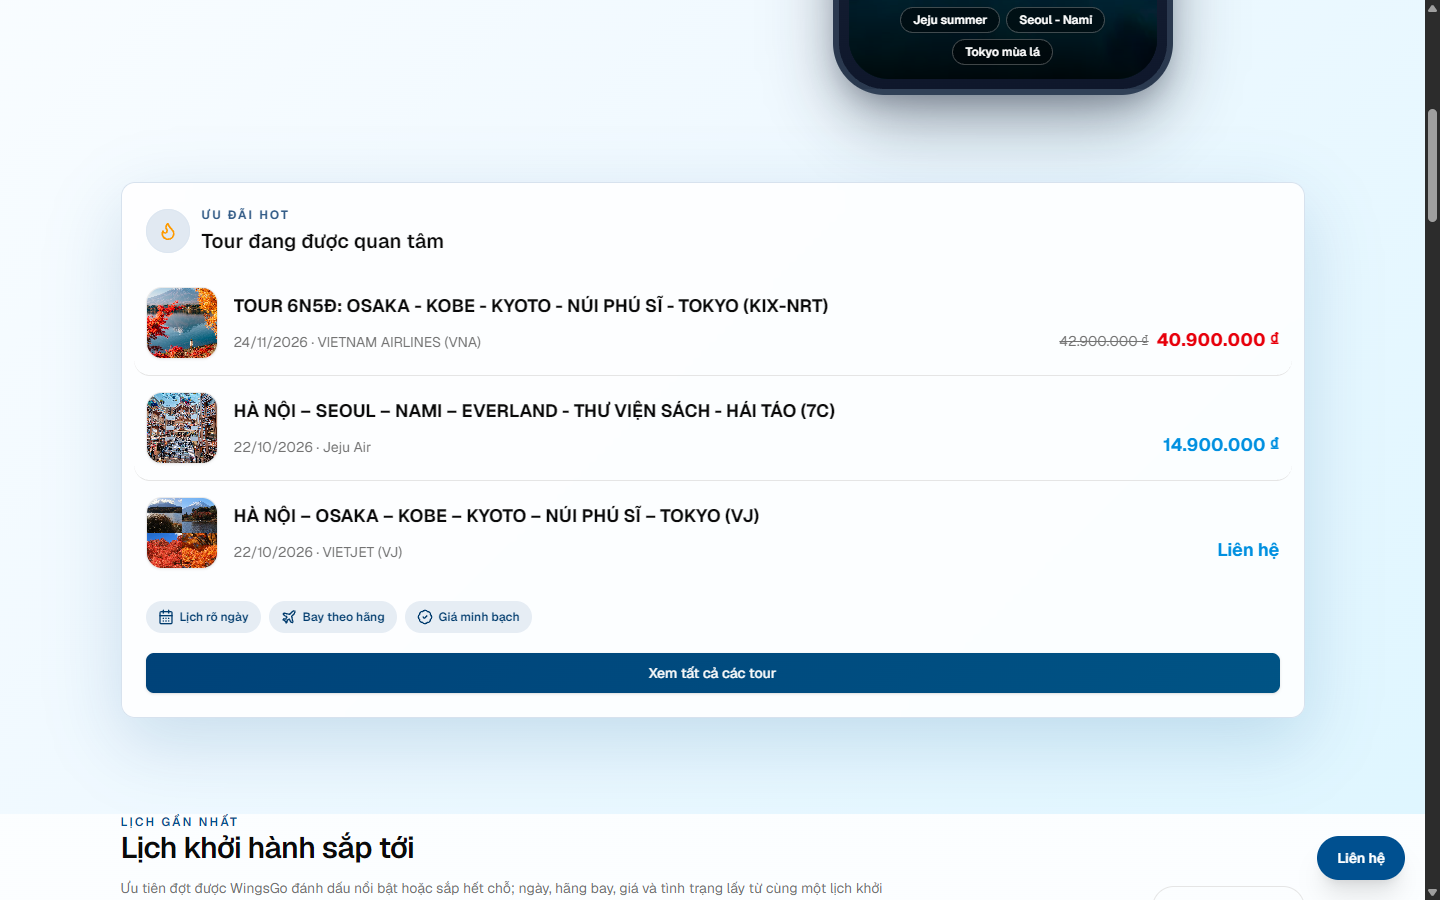 Jeju summer
Seoul - Nami
Tokyo mùa lá
ƯU ĐÃI HOT
Tour đang được quan tâm
TOUR 6N5Đ: OSAKA - KOBE - KYOTO - NÚI PHÚ SĨ - TOKYO (KIX-NRT)
24/11/2026 · VIETNAM AIRLINES (VNA)
42.900.000 ₫ 40.900.000 ₫
HÀ NỘI – SEOUL – NAMI – EVERLAND - THƯ VIỆN SÁCH - HÁI TÁO (7C)
22/10/2026 · Jeju Air
14.900.000 ₫
HÀ NỘI – OSAKA – KOBE – KYOTO – NÚI PHÚ SĨ – TOKYO (VJ)
22/10/2026 · VIETJET (VJ)
Liên hệ
Lịch rõ ngày
Bay theo hãng
Giá minh bạch
Xem tất cả các tour
LỊCH GẦN NHẤT
Lịch khởi hành sắp tới
Ưu tiên đợt được WingsGo đánh dấu nổi bật hoặc sắp hết chỗ; ngày, hãng bay, giá và tình trạng lấy từ cùng một lịch khởi
Liên hệ